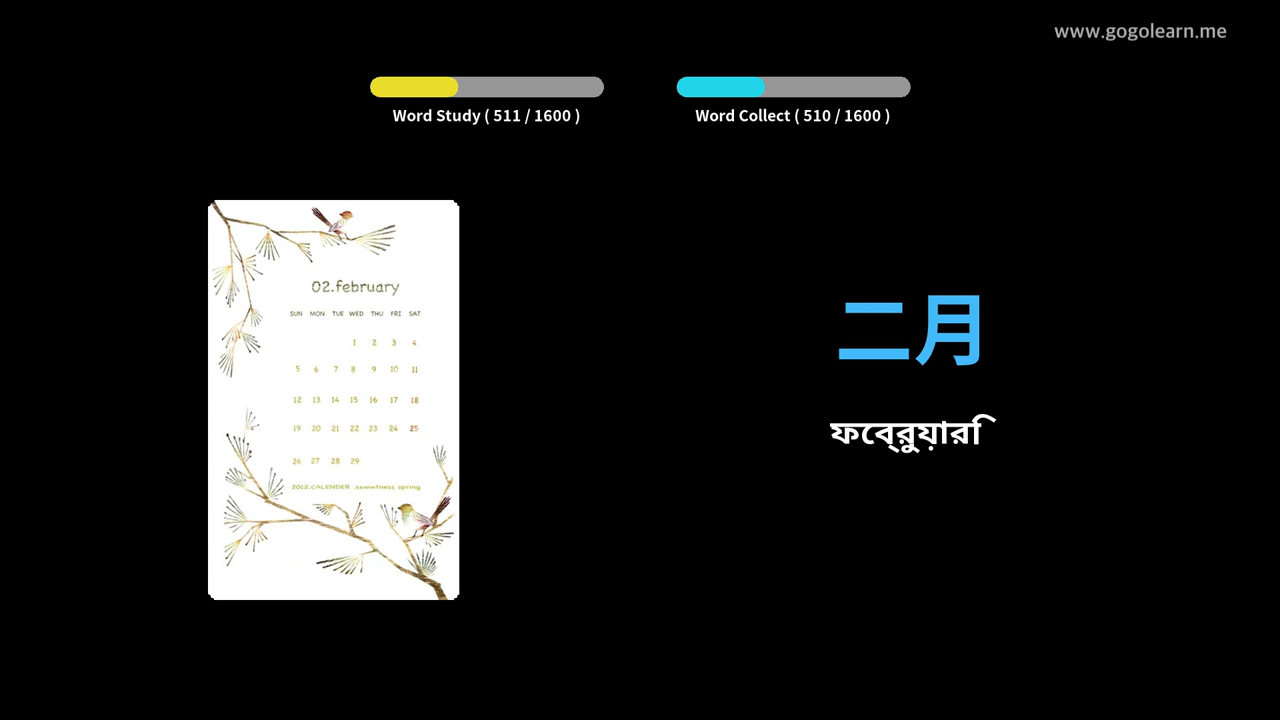 www.gogolearn.me
Word Study ( 511 / 1600 )
Word Collect ( 510 / 1600 )
02.february
SUN MON TUE WED THU FRI SAT
1 2 3 4
5 6 7 8 9 10 11
12 13 14 15 16 17 18
19 20 21 22 23 24 25
26 27 28 29
2012.CALENDER .sewwtness spring
二月
ফেব্রুয়ারি